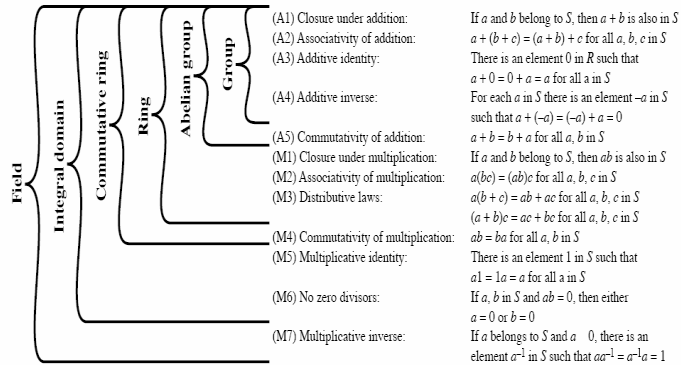 Field
Integral domain
Commutative ring
Ring
Abelian group
Group
(A1) Closure under addition: If a and b belong to S, then a + b is also in S
(A2) Associativity of addition: a + (b + c) = (a + b) + c for all a, b, c in S
(A3) Additive identity: There is an element 0 in R such that
a + 0 = 0 + a = a for all a in S
(A4) Additive inverse: For each a in S there is an element –a in S
such that a + (–a) = (–a) + a = 0
(A5) Commutativity of addition: a + b = b + a for all a, b in S
(M1) Closure under multiplication: If a and b belong to S, then ab is also in S
(M2) Associativity of multiplication: a(bc) = (ab)c for all a, b, c in S
(M3) Distributive laws: a(b + c) = ab + ac for all a, b, c in S
(a + b)c = ac + bc for all a, b, c in S
(M4) Commutativity of multiplication: ab = ba for all a, b in S
(M5) Multiplicative identity: There is an element 1 in S such that
a1 = 1a = a for all a in S
(M6) No zero divisors: If a, b in S and ab = 0, then either
a = 0 or b = 0
(M7) Multiplicative inverse: If a belongs to S and a 0, there is an
element a⁻¹ in S such that aa⁻¹ = a⁻¹a = 1